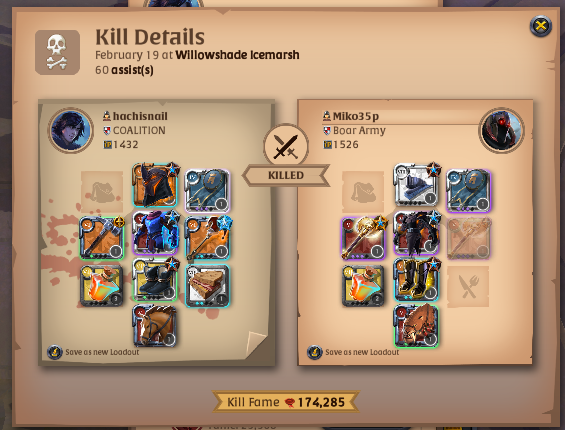 Kill Details
February 19 at Willowshade Icemarsh
60 assist(s)
hachisnail
COALITION
1432
KILLED
Miko35p
Boar Army
1526
Save as new Loadout
Save as new Loadout
Kill Fame 174,285